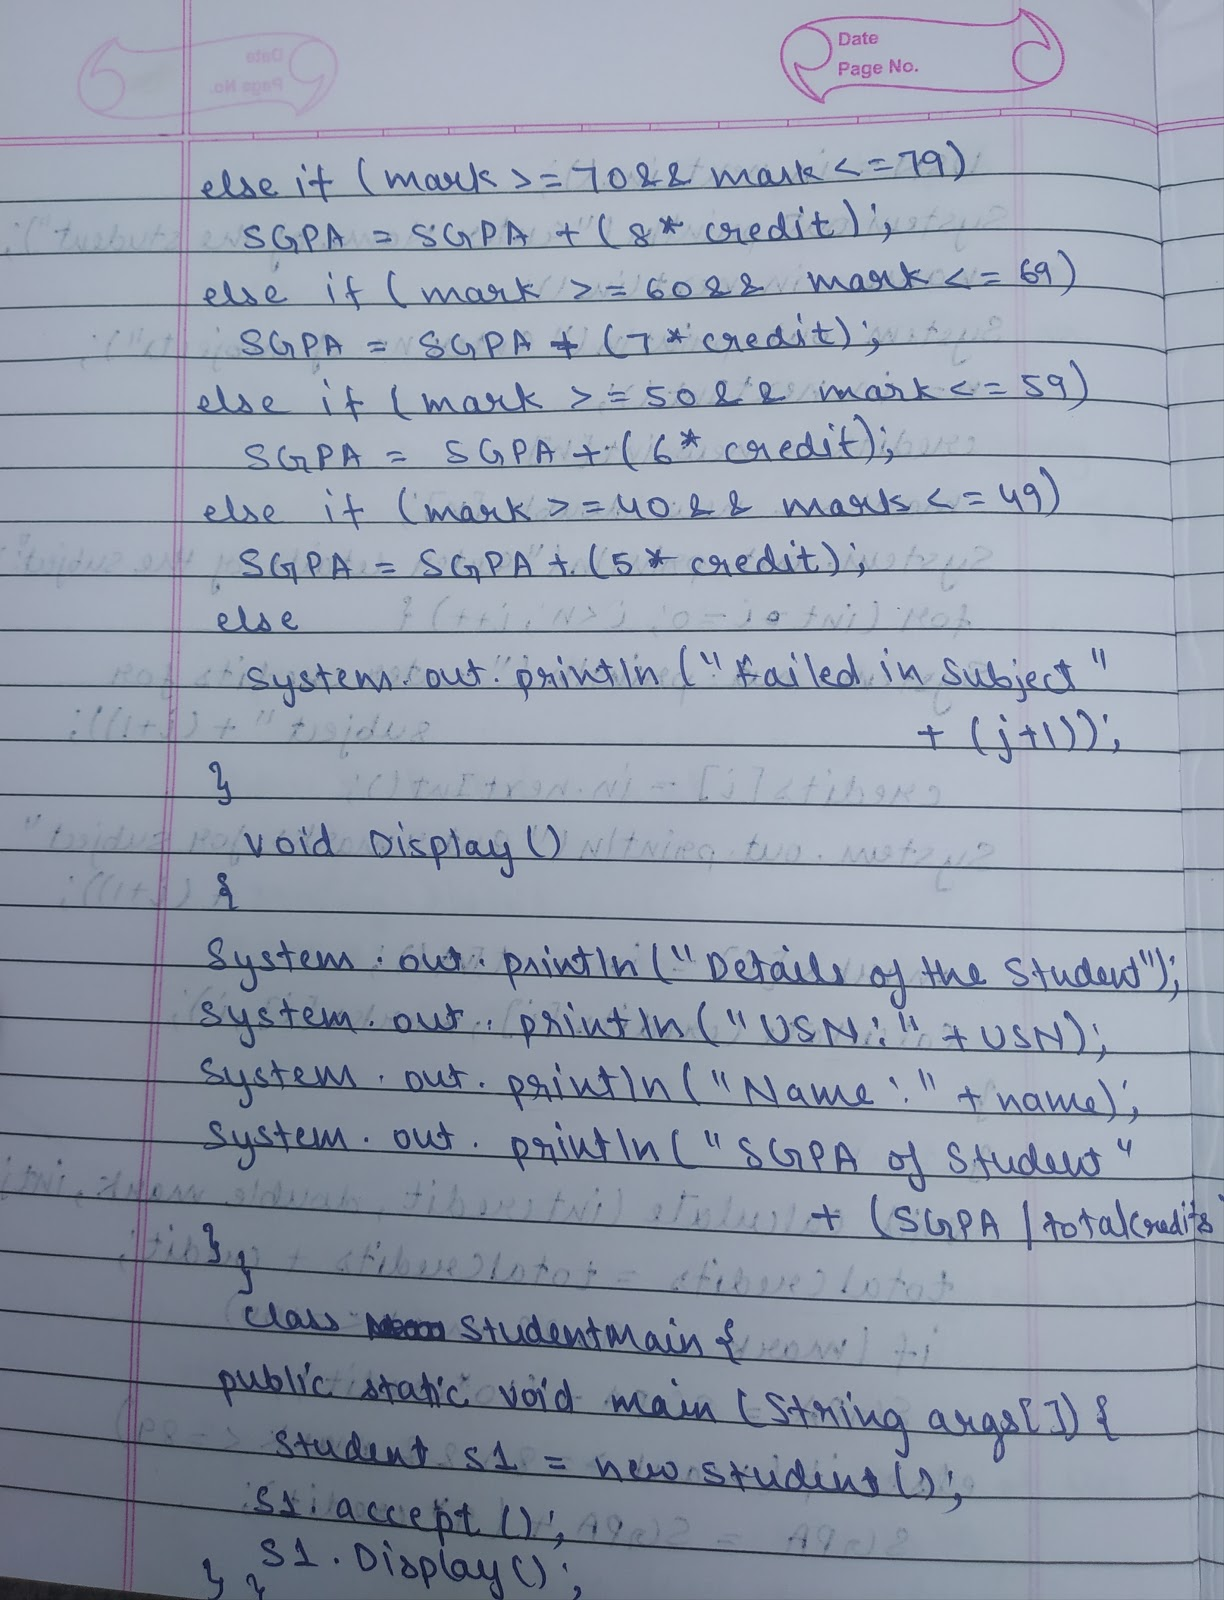 Date
Page No.
else if (mark >= 70 && mark <= 79)
SGPA = SGPA + (8 * credit);
else if (mark >= 60 && mark <= 69)
SGPA = SGPA + (7 * credit);
else if (mark >= 50 && mark <= 59)
SGPA = SGPA + (6 * credit);
else if (mark >= 40 && mark <= 49)
SGPA = SGPA + (5 * credit);
else
System.out.println("Failed in Subject"
+ (j+1));
}
void Display()
{
System.out.println("Details of the Student");
System.out.println("USN:" + USN);
System.out.println("Name:" + name);
System.out.println("SGPA of Student"
+ (SGPA / totalCredits
} }
class StudentMain {
public static void main (String args[]) {
Student s1 = new Student();
s1.accept();
s1.Display();
} }